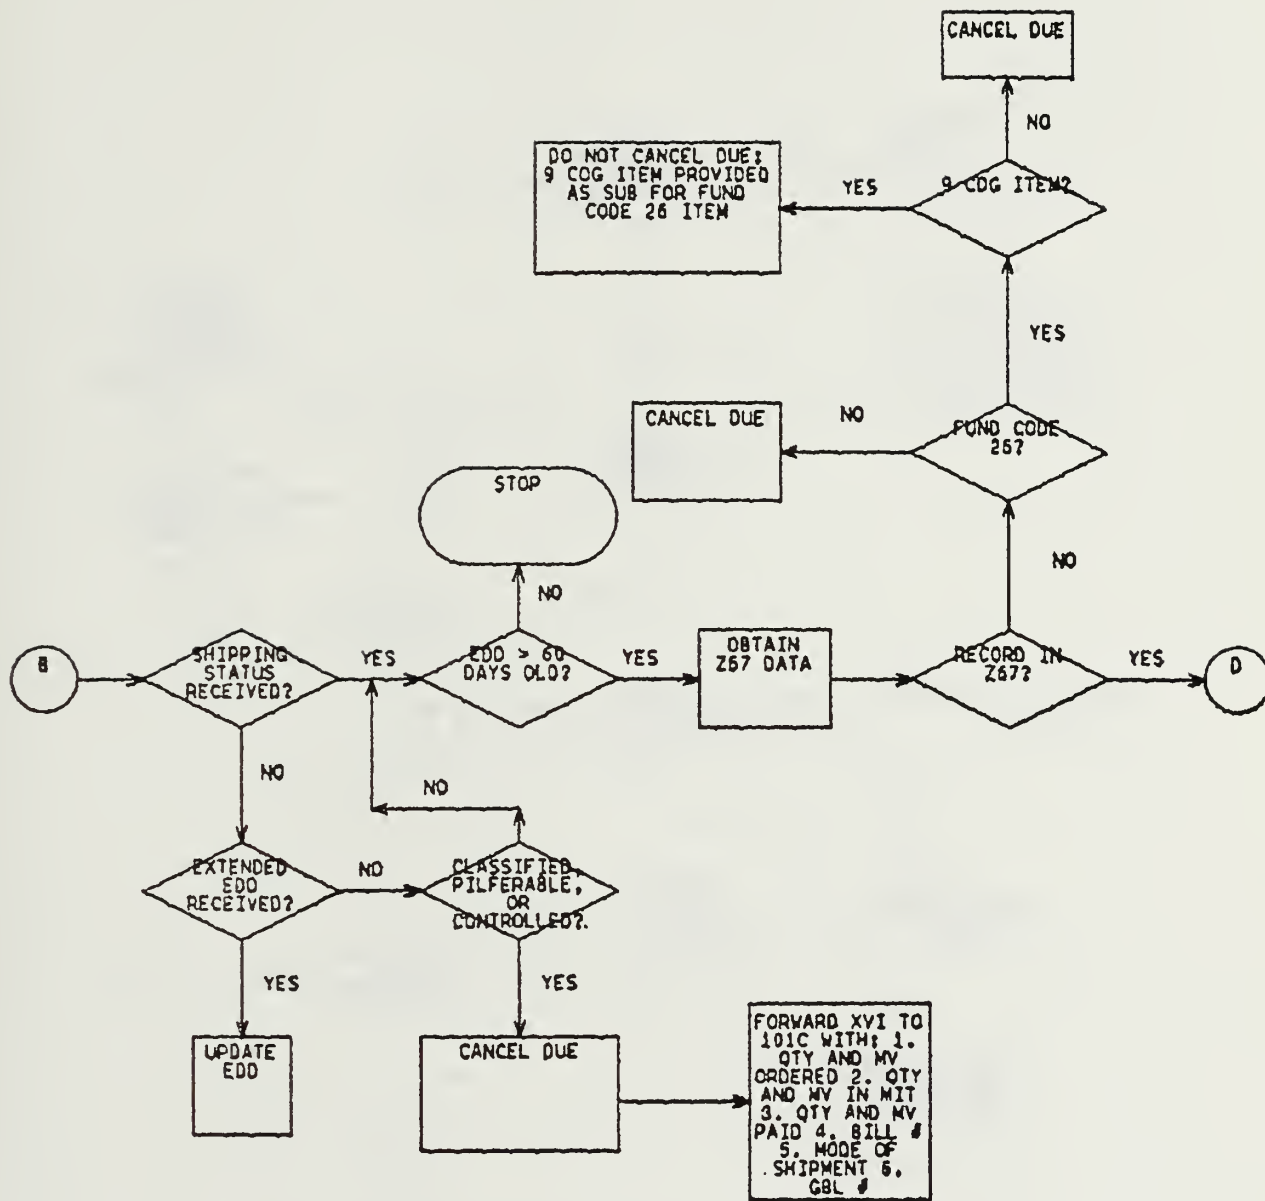 CANCEL DUE
NO
DO NOT CANCEL DUE:
9 COG ITEM PROVIDED
AS SUB FOR FUND
CODE 26 ITEM
YES
9 COG ITEM?
YES
CANCEL DUE
NO
FUND CODE
26?
STOP
NO
NO
B
SHIPPING
STATUS
RECEIVED?
YES
EDD > 60
DAYS OLD?
YES
OBTAIN
Z67 DATA
RECORD IN
Z67?
YES
D
NO
NO
EXTENDED
EDD
RECEIVED?
NO
CLASSIFIED,
PILFERABLE,
OR
CONTROLLED?
YES
YES
UPDATE
EDD
CANCEL DUE
FORWARD XVI TO
101C WITH: 1.
QTY AND MV
ORDERED 2. QTY
AND MV IN MIT
3. QTY AND MV
PAID 4. BILL #
5. MODE OF
SHIPMENT 6.
GBL #